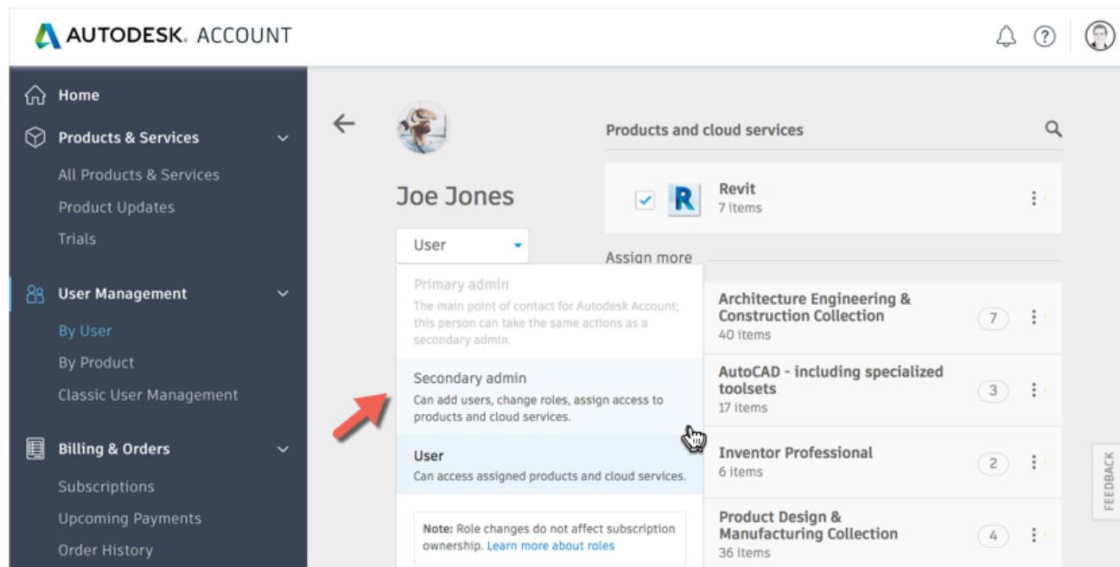 AUTODESK. ACCOUNT
Home
Products & Services
All Products & Services
Product Updates
Trials
User Management
By User
By Product
Classic User Management
Billing & Orders
Subscriptions
Upcoming Payments
Order History
Joe Jones
User
Primary admin
The main point of contact for Autodesk Account;
this person can take the same actions as a
secondary admin.
Secondary admin
Can add users, change roles, assign access to
products and cloud services.
User
Can access assigned products and cloud services.
Note: Role changes do not affect subscription
ownership. Learn more about roles
Products and cloud services
R
Revit
7 items
Assign more
Architecture Engineering &
Construction Collection
40 items
7
AutoCAD - including specialized
toolsets
17 items
3
Inventor Professional
6 items
2
Product Design &
Manufacturing Collection
36 items
4
FEEDBACK